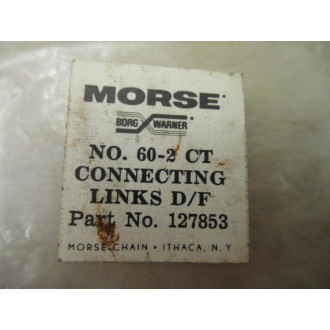 MORSE
BORG WARNER
NO. 60-2 CT
CONNECTING
LINKS D/F
Part No. 127853
MORSE CHAIN • ITHACA, N.Y